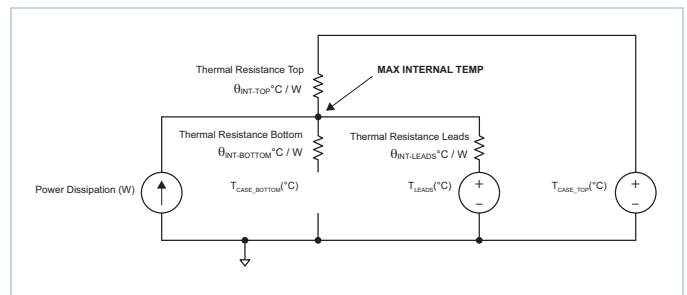 Thermal Resistance Top
MAX INTERNAL TEMP
θINT-TOP°C / W
Thermal Resistance Bottom
θINT-BOTTOM°C / W
Thermal Resistance Leads
θINT-LEADS°C / W
Power Dissipation (W)
TCASE_BOTTOM(°C)
TLEADS(°C)
TCASE_TOP(°C)
+
–
+
–